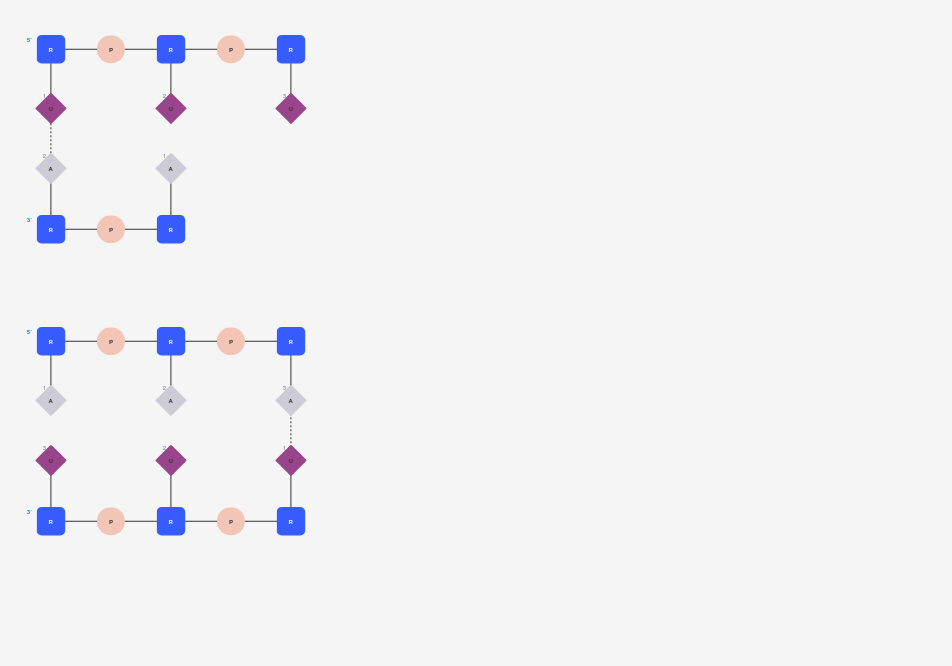 5'
R P R P R
1 2 3
U U U
2 1
A A
3'
R P R
5'
R P R P R
1 2 3
A A A
3 2 1
U U U
3'
R P R P R